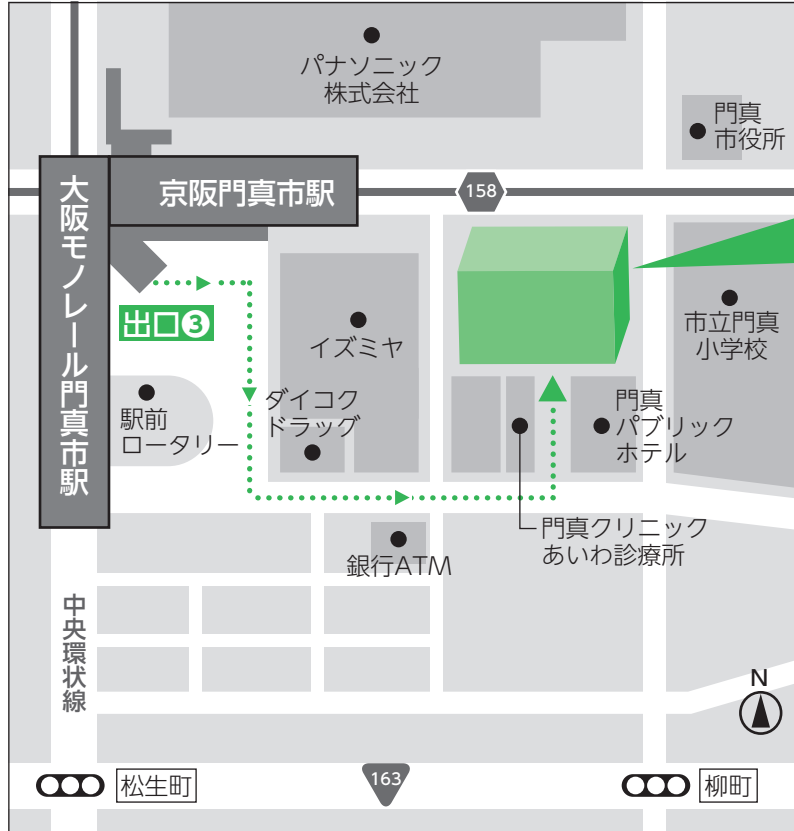 パナソニック
株式会社
門真
市役所
京阪門真市駅
158
大阪モノレール門真市駅
出口❸
イズミヤ
市立門真
小学校
駅前
ロータリー
ダイコク
ドラッグ
門真
パブリック
ホテル
門真クリニック
あいわ診療所
銀行ATM
中央環状線
N
松生町
163
柳町